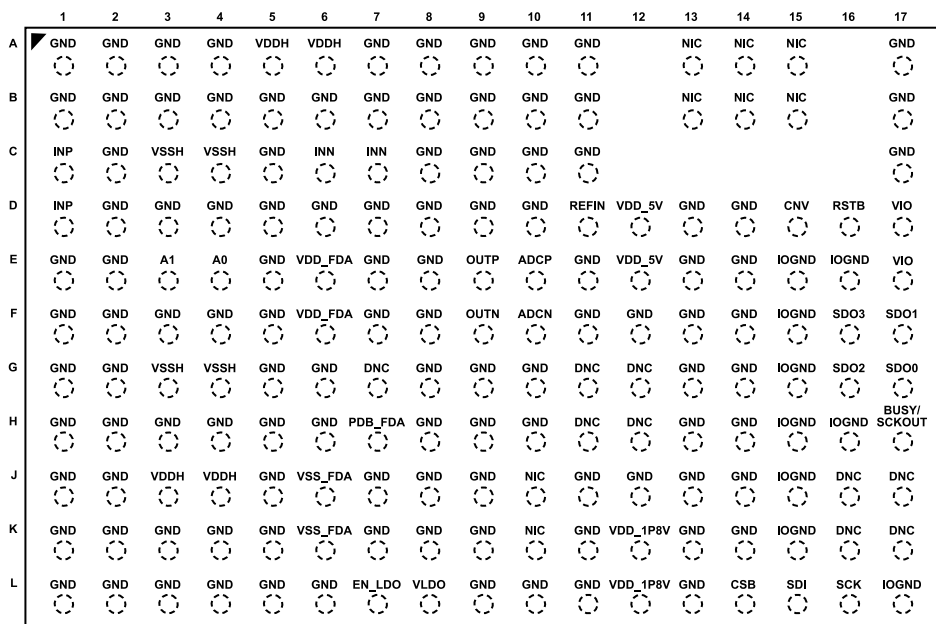 1 2 3 4 5 6 7 8 9 10 11 12 13 14 15 16 17
A GND GND GND GND VDDH VDDH GND GND GND GND GND NIC NIC NIC GND
B GND GND GND GND GND GND GND GND GND GND GND NIC NIC NIC GND
C INP GND VSSH VSSH GND INN INN GND GND GND GND GND
D INP GND GND GND GND GND GND GND GND GND REFIN VDD_5V GND GND CNV RSTB VIO
E GND GND A1 A0 GND VDD_FDA GND GND OUTP ADCP GND VDD_5V GND GND IOGND IOGND VIO
F GND GND GND GND GND VDD_FDA GND GND OUTN ADCN GND GND GND GND IOGND SDO3 SDO1
G GND GND VSSH VSSH GND GND DNC GND GND GND DNC DNC GND GND IOGND SDO2 SDO0
H GND GND GND GND GND GND PDB_FDA GND GND GND DNC DNC GND GND IOGND IOGND BUSY/
SCKOUT
J GND GND VDDH VDDH GND VSS_FDA GND GND GND NIC GND GND GND GND IOGND DNC DNC
K GND GND GND GND GND VSS_FDA GND GND GND NIC GND VDD_1P8V GND GND IOGND DNC DNC
L GND GND GND GND GND GND EN_LDO VLDO GND GND GND VDD_1P8V GND CSB SDI SCK IOGND